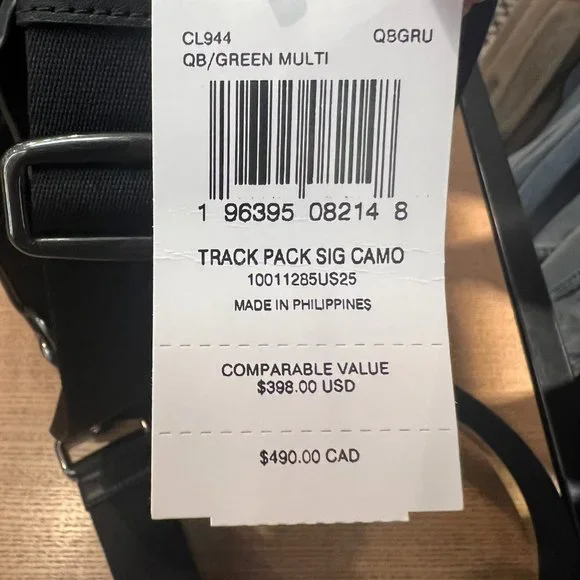 CL944 QBGRU
QB/GREEN MULTI
1 96395 08214 8
TRACK PACK SIG CAMO
10011285US25
MADE IN PHILIPPINES
COMPARABLE VALUE
$398.00 USD
$490.00 CAD